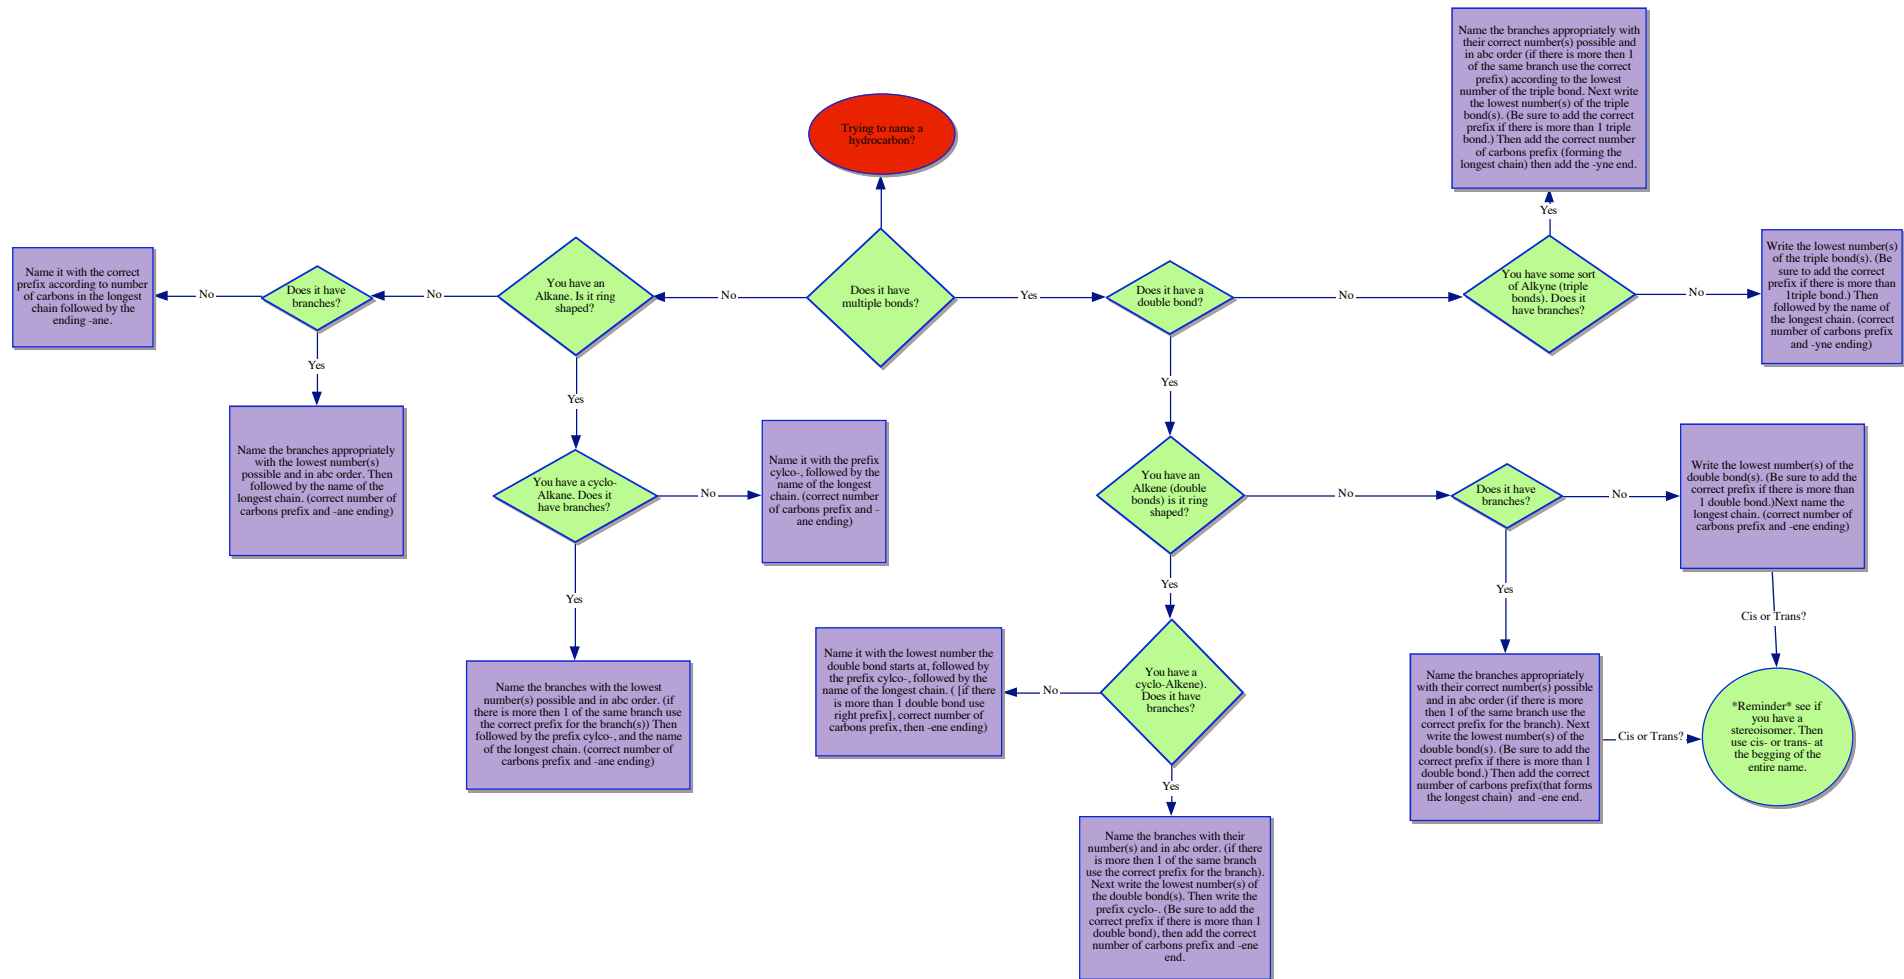 Trying to name a
hydrocarbon?
Does it have
multiple bonds?
No
You have an
Alkane. Is it ring
shaped?
No
Does it have
branches?
No
Name it with the correct
prefix according to number
of carbons in the longest
chain followed by the
ending -ane.
Yes
Name the branches appropriately
with the lowest number(s)
possible and in abc order. Then
followed by the name of the
longest chain. (correct number of
carbons prefix and -ane ending)
Yes
You have a cyclo-
Alkane. Does it
have branches?
No
Name it with the prefix
cylco-, followed by the
name of the longest
chain. (correct number
of carbons prefix and -
ane ending)
Yes
Name the branches with the lowest
number(s) possible and in abc order. (if
there is more then 1 of the same branch use
the correct prefix for the branch(s)) Then
followed by the prefix cylco-, and the name
of the longest chain. (correct number of
carbons prefix and -ane ending)
Yes
Does it have a
double bond?
No
You have some sort
of Alkyne (triple
bonds). Does it
have branches?
Yes
Name the branches appropriately with
their correct number(s) possible and
in abc order (if there is more then 1
of the same branch use the correct
prefix) according to the lowest
number of the triple bond. Next write
the lowest number(s) of the triple
bond(s). (Be sure to add the correct
prefix if there is more than 1 triple
bond.) Then add the correct number
of carbons prefix (forming the
longest chain) then add the -yne end.
No
Write the lowest number(s)
of the triple bond(s). (Be
sure to add the correct
prefix if there is more than
1triple bond.) Then
followed by the name of
the longest chain. (correct
number of carbons prefix
and -yne ending)
Yes
You have an
Alkene (double
bonds) is it ring
shaped?
No
Does it have
branches?
No
Write the lowest number(s) of the
double bond(s). (Be sure to add the
correct prefix if there is more than
1 double bond.)Next name the
longest chain. (correct number of
carbons prefix and -ene ending)
Cis or Trans?
Yes
Name the branches appropriately
with their correct number(s) possible
and in abc order (if there is more
then 1 of the same branch use the
correct prefix for the branch). Next
write the lowest number(s) of the
double bond(s). (Be sure to add the
correct prefix if there is more than 1
double bond.) Then add the correct
number of carbons prefix(that forms
the longest chain) and -ene end.
Cis or Trans?
*Reminder* see if
you have a
stereoisomer. Then
use cis- or trans- at
the begging of the
entire name.
Yes
You have a
cyclo-Alkene).
Does it have
branches?
No
Name it with the lowest number the
double bond starts at, followed by
the prefix cylco-, followed by the
name of the longest chain. ( [if there
is more than 1 double bond use
right prefix], correct number of
carbons prefix, then -ene ending)
Yes
Name the branches with their
number(s) and in abc order. (if there
is more then 1 of the same branch
use the correct prefix for the branch).
Next write the lowest number(s) of
the double bond(s). Then write the
prefix cyclo-. (Be sure to add the
correct prefix if there is more than 1
double bond), then add the correct
number of carbons prefix and -ene
end.